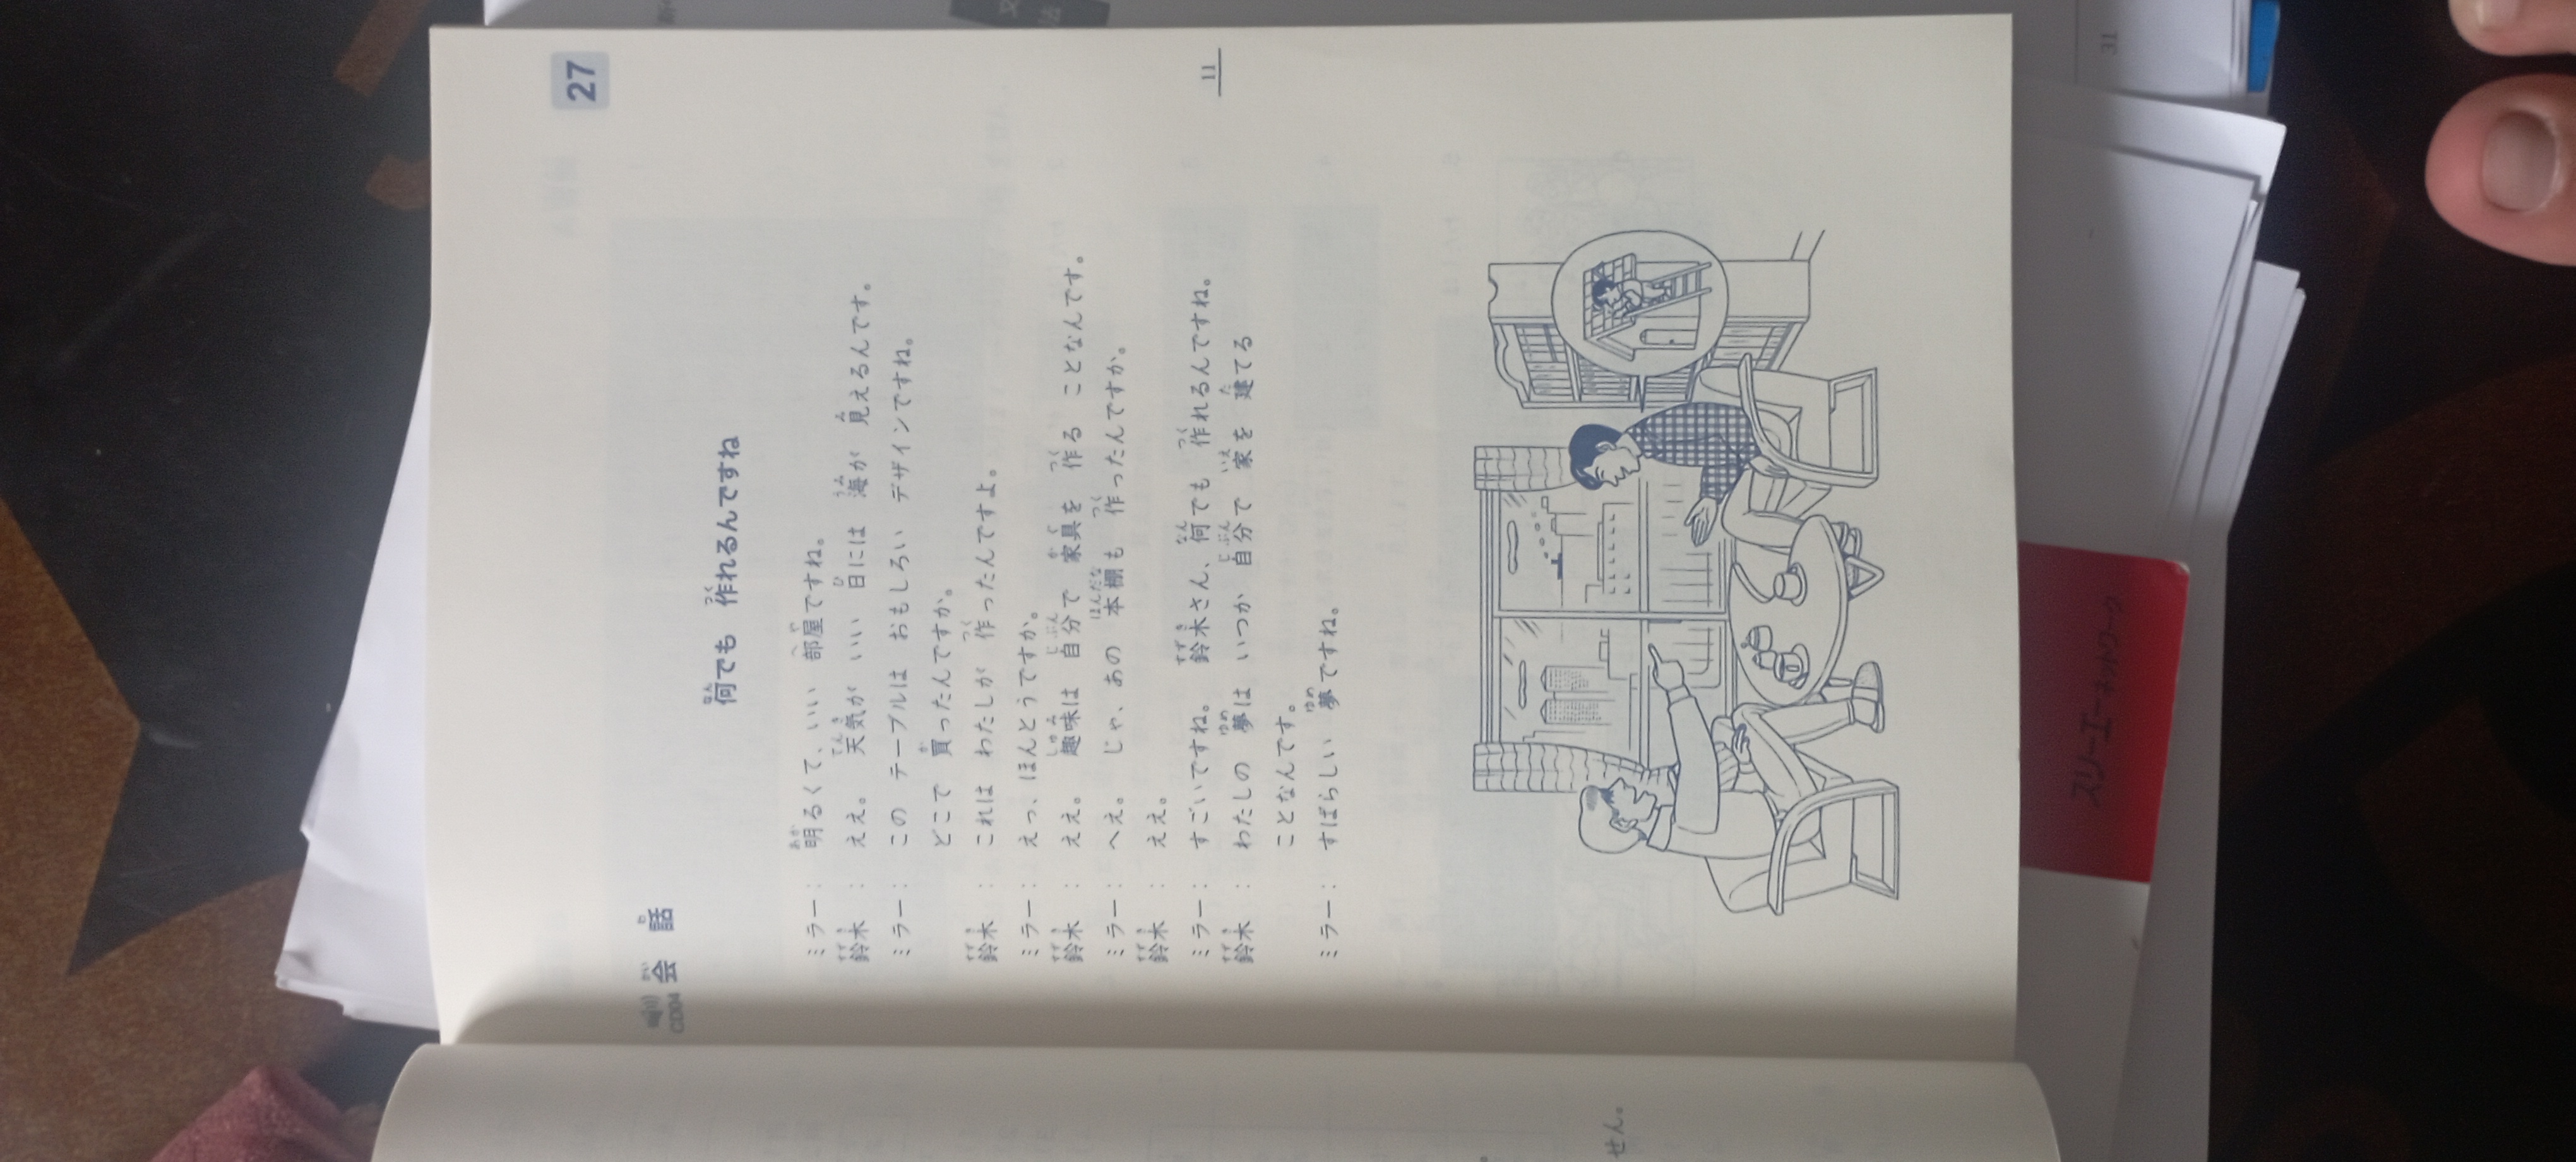 27
CD04
会話
何でも 作れるんですね
ミラー： 明るくて、いい 部屋ですね。
鈴木 ： ええ。 天気が いい 日には 海が 見えるんです。
ミラー： この テーブルは おもしろい デザインですね。
どこで 買ったんですか。
鈴木 ： これは わたしが 作ったんですよ。
ミラー： えっ、ほんとうですか。
鈴木 ： ええ。 趣味は 自分で 家具を 作る ことなんです。
ミラー： へえ。 じゃ、あの 本棚も 作ったんですか。
鈴木 ： ええ。
ミラー： すごいですね。 鈴木さん、何でも 作れるんですね。
鈴木 ： わたしの 夢は いつか 自分で 家を 建てる
ことなんです。
ミラー： すばらしい 夢ですね。
11
せん。
スリーエーネットワーク
31